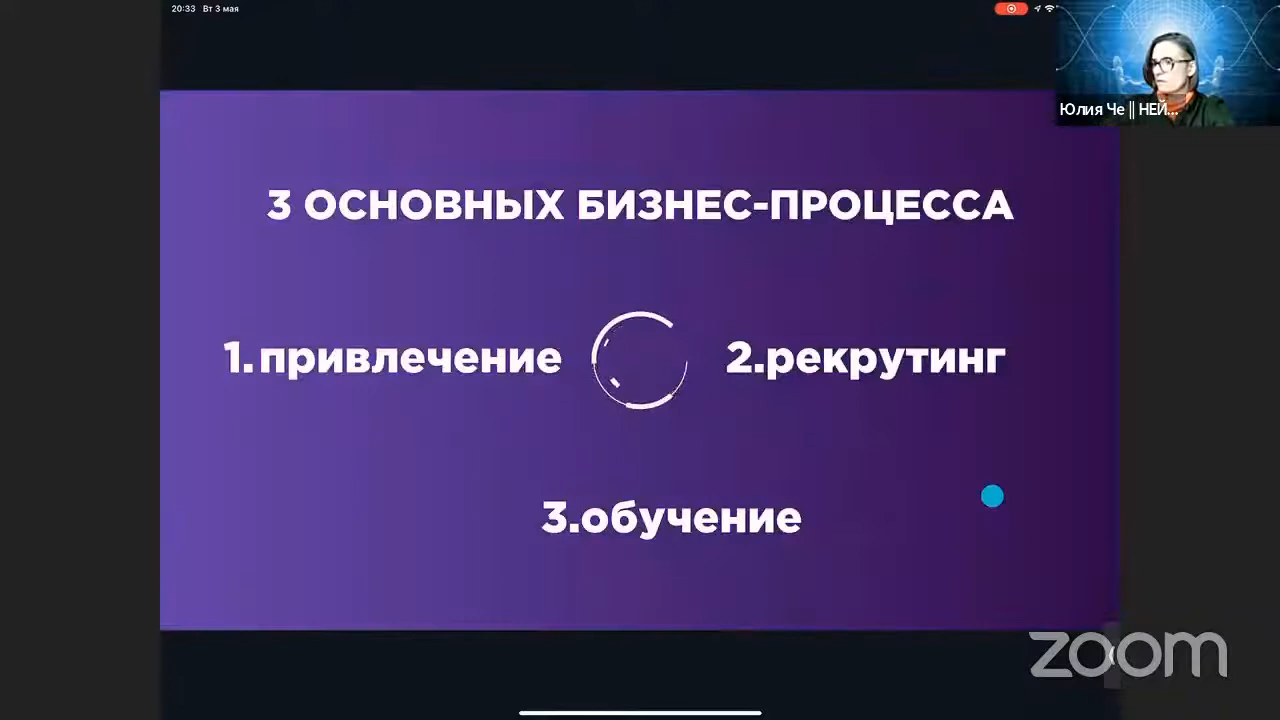 20:33 Вт 3 мая
Юлия Че || НЕЙ...
3 ОСНОВНЫХ БИЗНЕС-ПРОЦЕССА
1.привлечение
2.рекрутинг
3.обучение
zoom